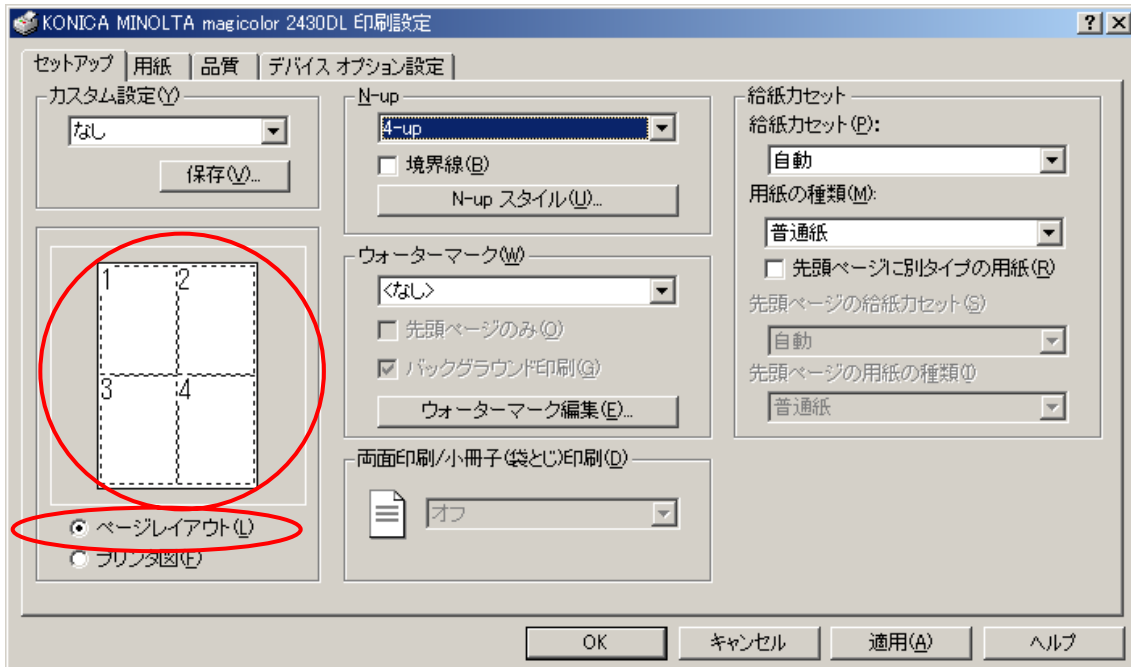 KONICA MINOLTA magicolor 2430DL 印刷設定
セットアップ 用紙 品質 デバイス オプション設定
カスタム設定(Y)
なし
保存(V)...
1 2
3 4
ページレイアウト(L)
プリンタ図(F)
N-up
4-up
境界線(B)
N-up スタイル(U)...
ウォーターマーク(W)
<なし>
先頭ページのみ(O)
バックグラウンド印刷(G)
ウォーターマーク編集(E)...
両面印刷/小冊子(袋とじ)印刷(D)
オフ
給紙カセット
給紙カセット(P):
自動
用紙の種類(M):
普通紙
先頭ページに別タイプの用紙(R)
先頭ページの給紙カセット(S)
自動
先頭ページの用紙の種類(I)
普通紙
OK キャンセル 適用(A) ヘルプ